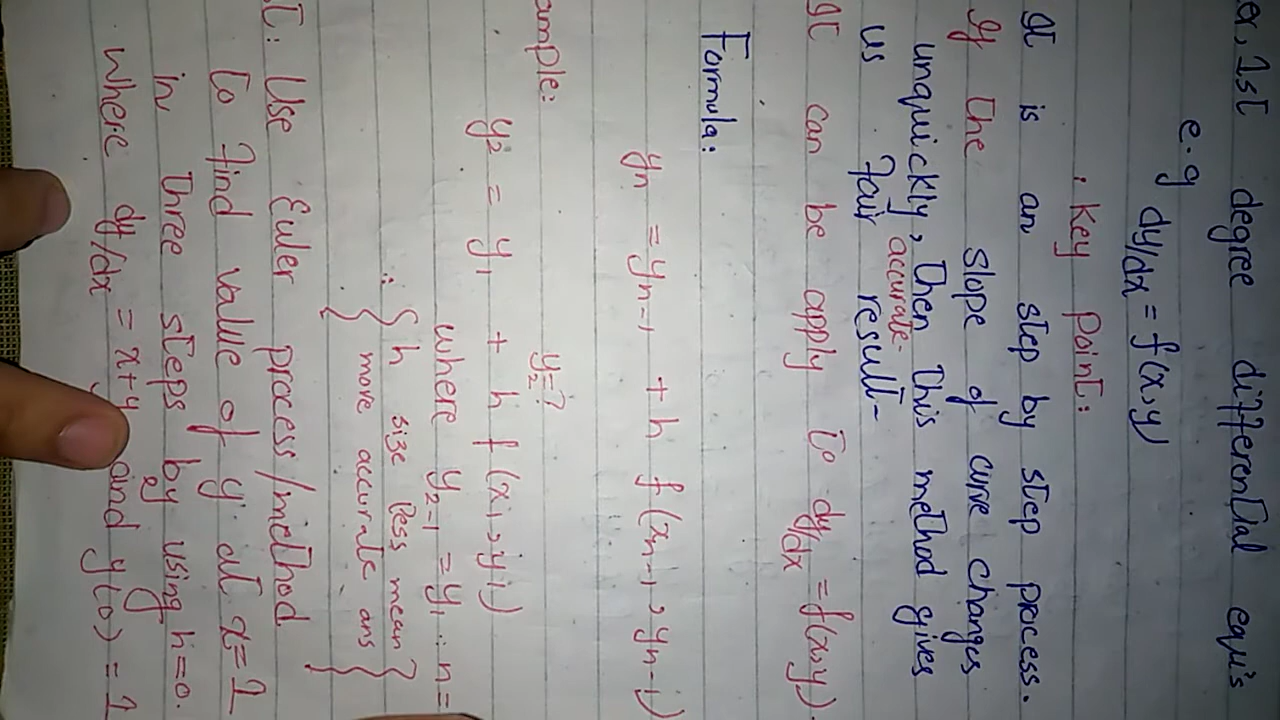 er, 1st degree differential equ's
e.g dy/dx = f(x,y)
. Key point:
It is an step by step process.
If the slope of curve changes
unquickly, then this method gives
us fair accurate- result-
It can be apply to dy/dx = f(x,y).
Formula:
yn = yn-1 + h f(xn-1, yn-1)
ample: y2=?
y2 = y1 + h f(x1, y1)
where y2-1 = y1 ∴ n=
∴ { h size less mean }
{ more accurate ans }
T: Use Euler process/method
to find value of y at x=1
in three steps by using h=0.
where dy/dx = x+y and y(0) = 1